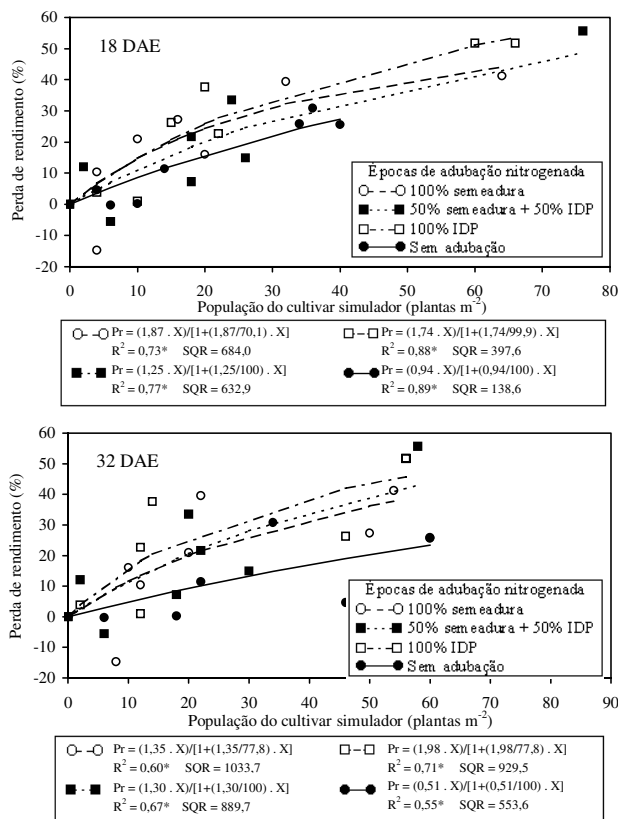 18 DAE
Perda de rendimento (%)
60
50
40
30
20
10
0
-10
-20
0 10 20 30 40 50 60 70 80
População do cultivar simulador (plantas m-2)
Épocas de adubação nitrogenada
100% semeadura
50% semeadura + 50% IDP
100% IDP
Sem adubação
Pr = (1,87 . X)/[1+(1,87/70,1) . X]
R2 = 0,73* SQR = 684,0
Pr = (1,74 . X)/[1+(1,74/99,9) . X]
R2 = 0,88* SQR = 397,6
Pr = (1,25 . X)/[1+(1,25/100) . X]
R2 = 0,77* SQR = 632,9
Pr = (0,94 . X)/[1+(0,94/100) . X]
R2 = 0,89* SQR = 138,6
32 DAE
Perda de rendimento (%)
60
50
40
30
20
10
0
-10
-20
0 10 20 30 40 50 60 70 80 90
População do cultivar simulador (plantas m-2)
Épocas de adubação nitrogenada
100% semeadura
50% semeadura + 50% IDP
100% IDP
Sem adubação
Pr = (1,35 . X)/[1+(1,35/77,8) . X]
R2 = 0,60* SQR = 1033,7
Pr = (1,98 . X)/[1+(1,98/77,8) . X]
R2 = 0,71* SQR = 929,5
Pr = (1,30 . X)/[1+(1,30/100) . X]
R2 = 0,67* SQR = 889,7
Pr = (0,51 . X)/[1+(0,51/100) . X]
R2 = 0,55* SQR = 553,6